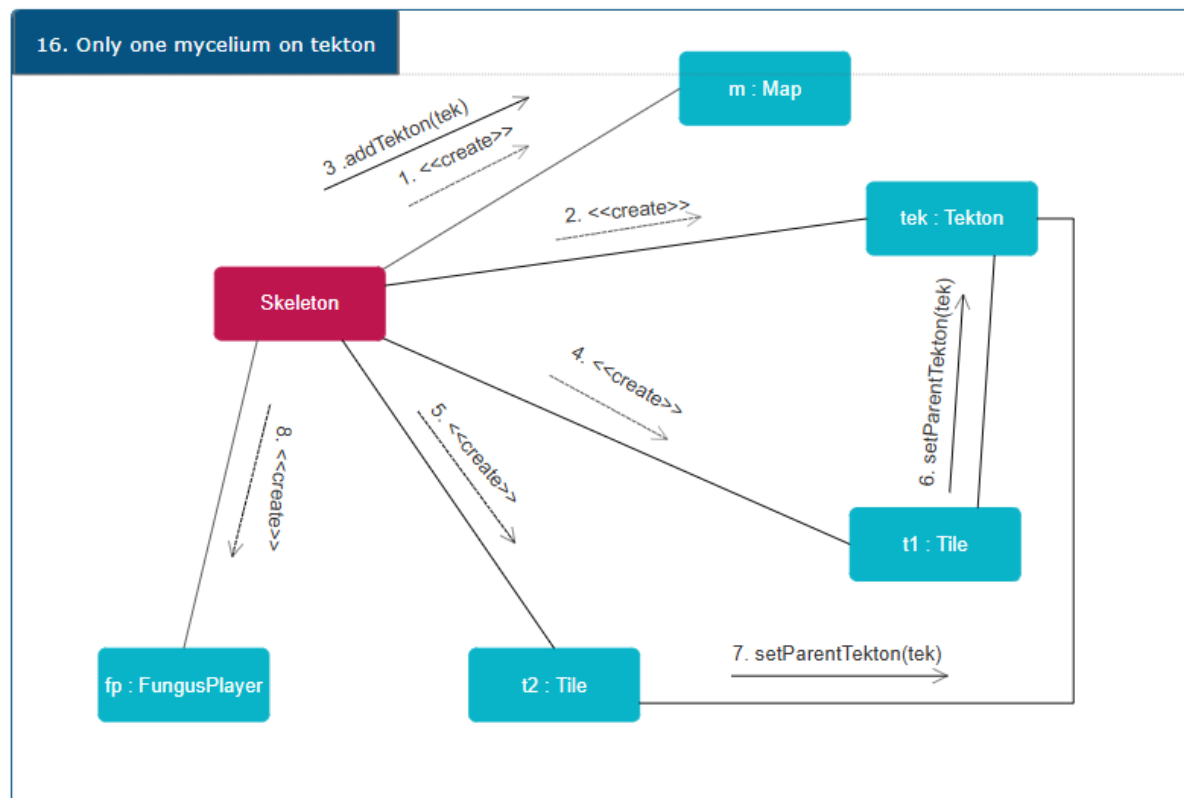 16. Only one mycelium on tekton
m : Map
3 .addTekton(tek)
1. <<create>>
2. <<create>>
tek : Tekton
Skeleton
6. setParentTekton(tek)
4. <<create>>
5. <<create>>
8. <<create>>
t1 : Tile
7. setParentTekton(tek)
fp : FungusPlayer
t2 : Tile